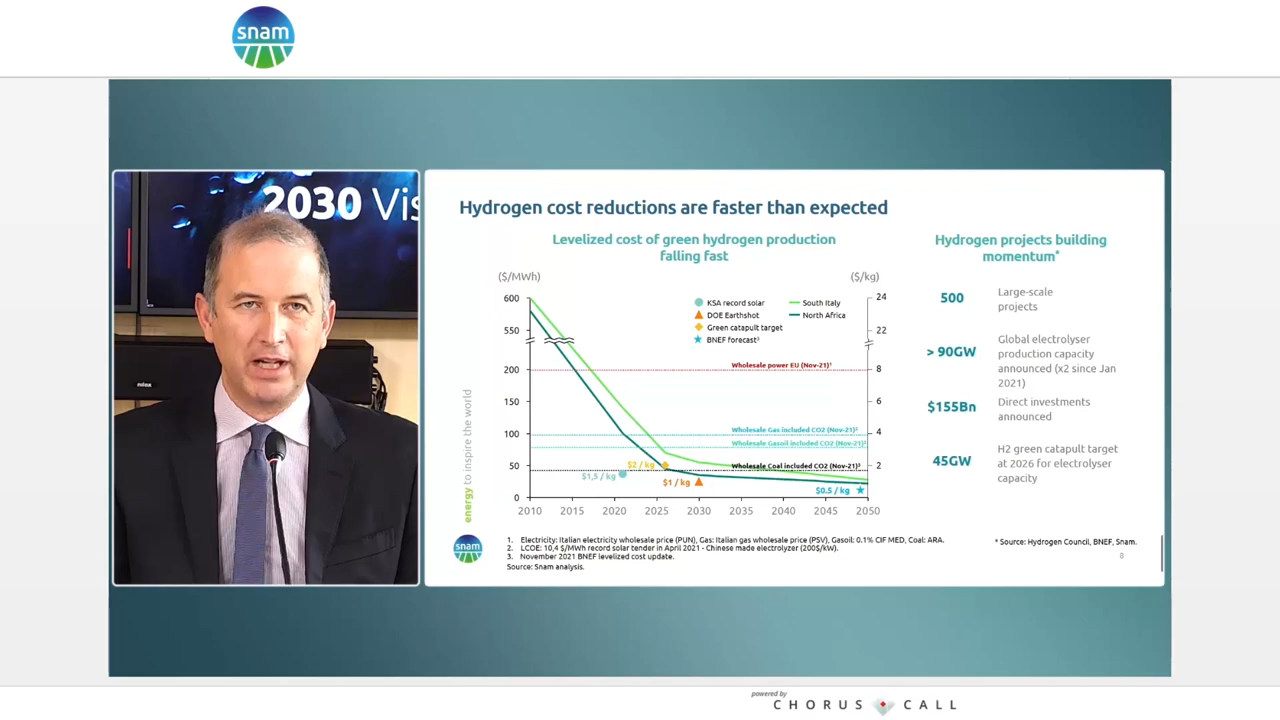 snam
2030 Vis
nilox
Hydrogen cost reductions are faster than expected
Levelized cost of green hydrogen production
falling fast
($/MWh)
($/kg)
600
550
200
150
100
50
0
24
22
8
6
4
2
2010 2015 2020 2025 2030 2035 2040 2045 2050
KSA record solar
DOE Earthshot
Green catapult target
BNEF forecast³
South Italy
North Africa
Wholesale power EU (Nov-21)¹
Wholesale Gas included CO2 (Nov-21)²
Wholesale Gasoil included CO2 (Nov-21)²
Wholesale Coal included CO2 (Nov-21)²
$2 / kg
$1,5 / kg
$1 / kg
$0.5 / kg
Hydrogen projects building
momentum*
500
Large-scale
projects
> 90GW
Global electrolyser
production capacity
announced (x2 since Jan
2021)
$155Bn
Direct investments
announced
45GW
H2 green catapult target
at 2026 for electrolyser
capacity
energy to inspire the world
snam
1. Electricity: Italian electricity wholesale price (PUN), Gas: Italian gas wholesale price (PSV), Gasoil: 0.1% CIF MED, Coal: ARA.
2. LCOE: 10,4 $/MWh record solar tender in April 2021 - Chinese made electrolyzer (200$/kW).
3. November 2021 BNEF levelized cost update.
Source: Snam analysis.
* Source: Hydrogen Council, BNEF, Snam.
8
powered by
CHORUS CALL